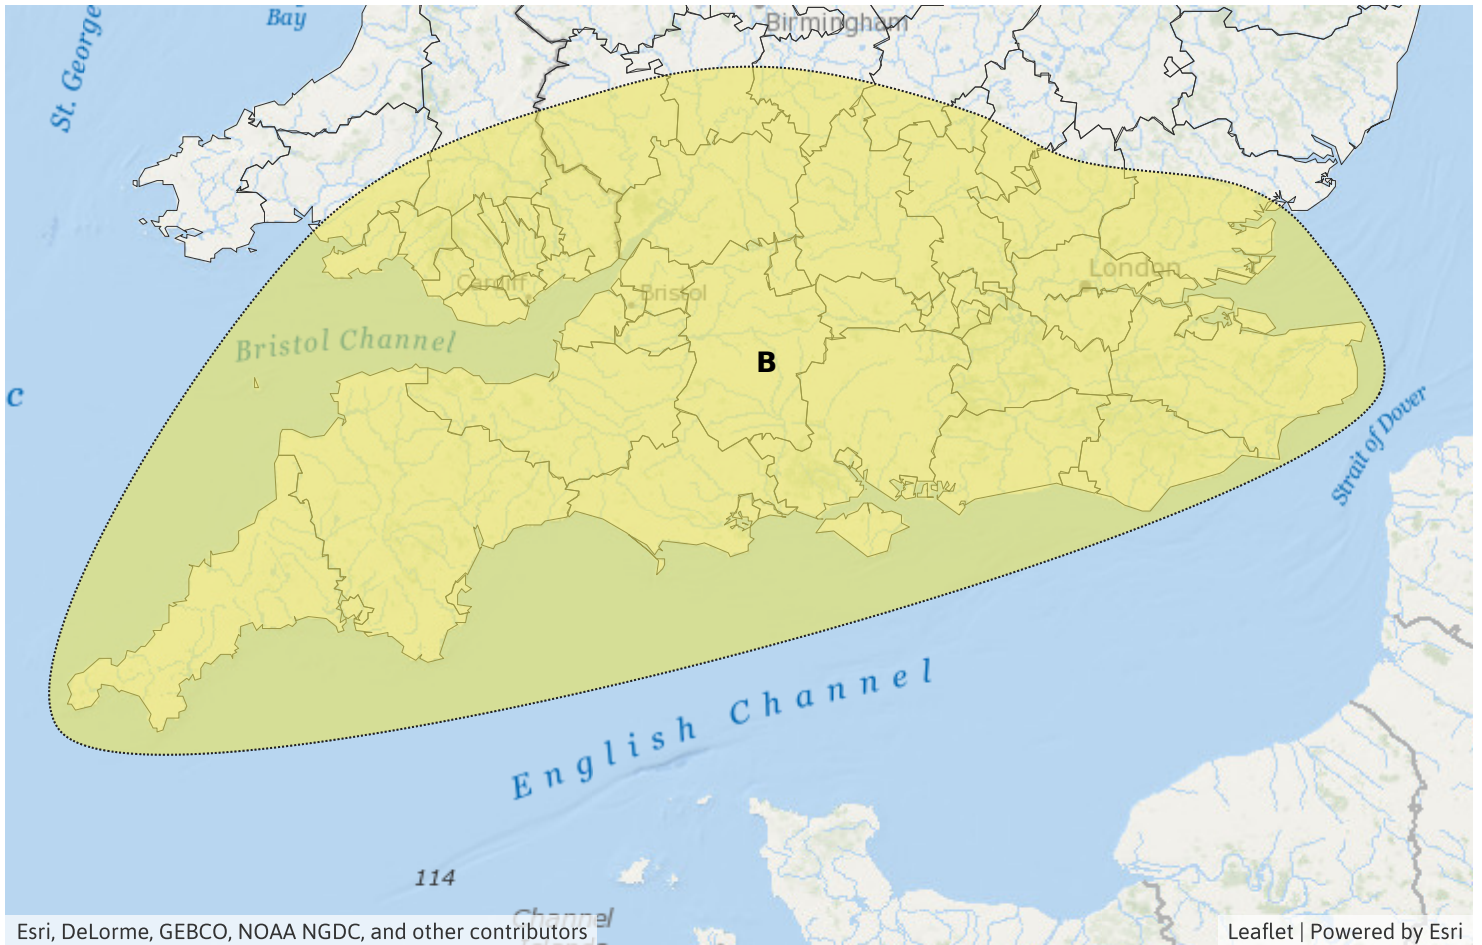 St. George
Bay
Birmingham
London
Cardiff
Bristol
Bristol Channel
B
c
Strait of Dover
English Channel
114
Channel
Islands
Esri, DeLorme, GEBCO, NOAA NGDC, and other contributors
Leaflet | Powered by Esri